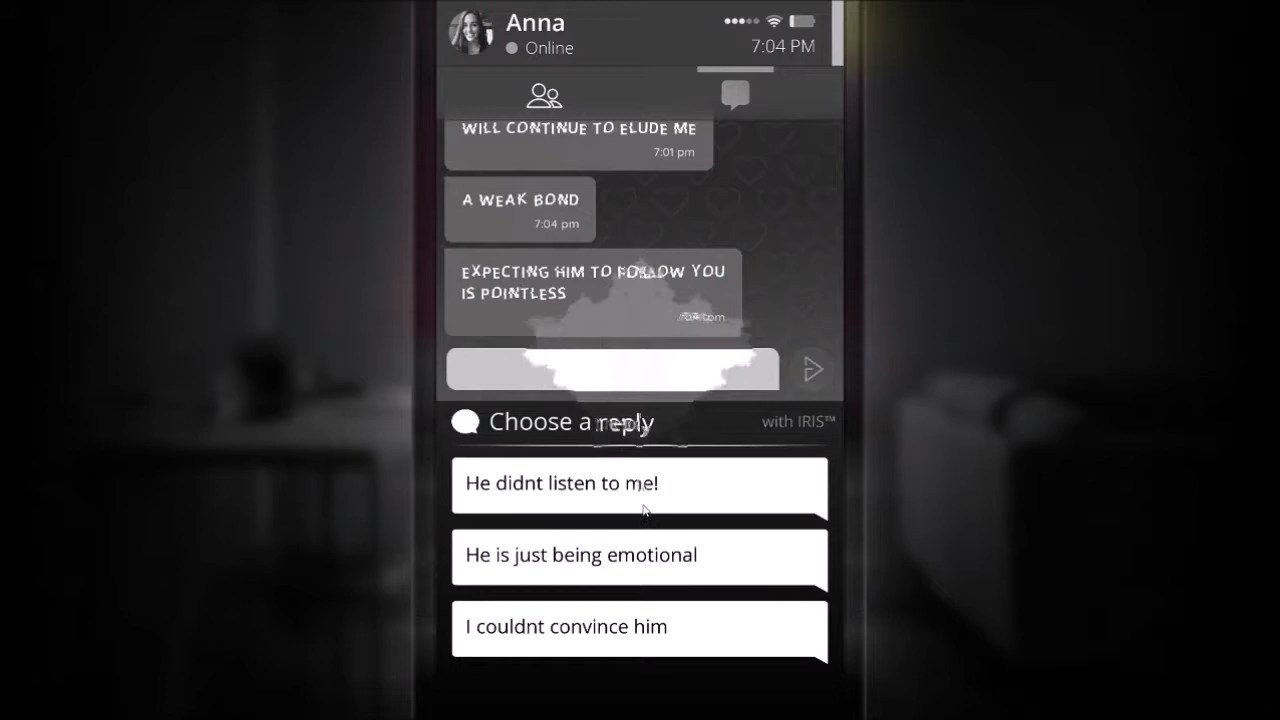 Anna
Online
7:04 PM
WILL CONTINUE TO ELUDE ME
7:01 pm
A WEAK BOND
7:04 pm
EXPECTING HIM TO FOLLOW YOU
IS POINTLESS
Choose a reply
with IRIS™
He didnt listen to me!
He is just being emotional
I couldnt convince him